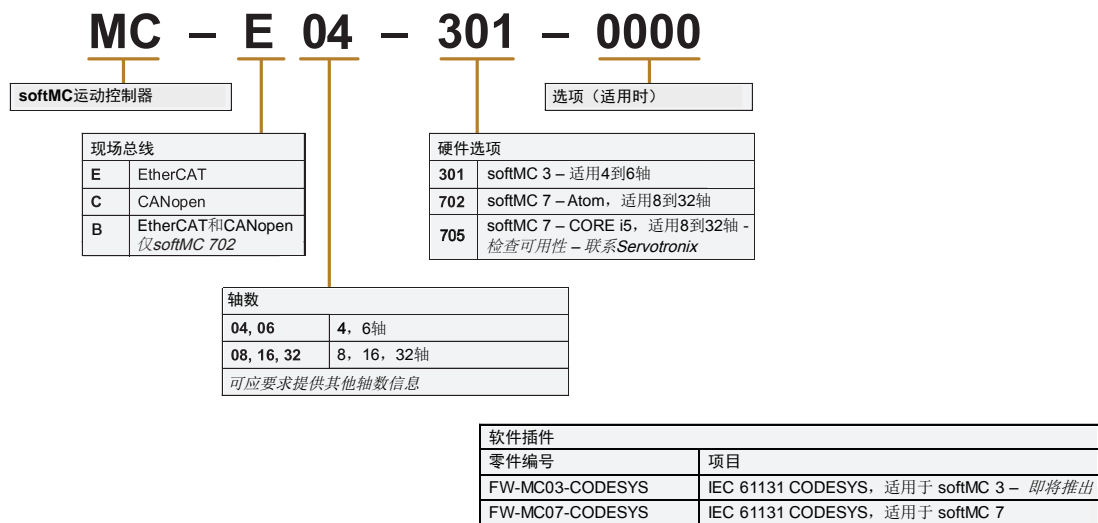 MC – E 04 – 301 – 0000
softMC运动控制器
选项（适用时）
现场总线
E EtherCAT
C CANopen
B EtherCAT和CANopen
仅softMC 702
硬件选项
301 softMC 3 – 适用4到6轴
702 softMC 7 – Atom，适用8到32轴
705 softMC 7 – CORE i5，适用8到32轴 -
检查可用性 – 联系Servotronix
轴数
04, 06 4，6轴
08, 16, 32 8，16，32轴
可应要求提供其他轴数信息
软件插件
零件编号 项目
FW-MC03-CODESYS IEC 61131 CODESYS，适用于 softMC 3 – 即将推出
FW-MC07-CODESYS IEC 61131 CODESYS，适用于 softMC 7